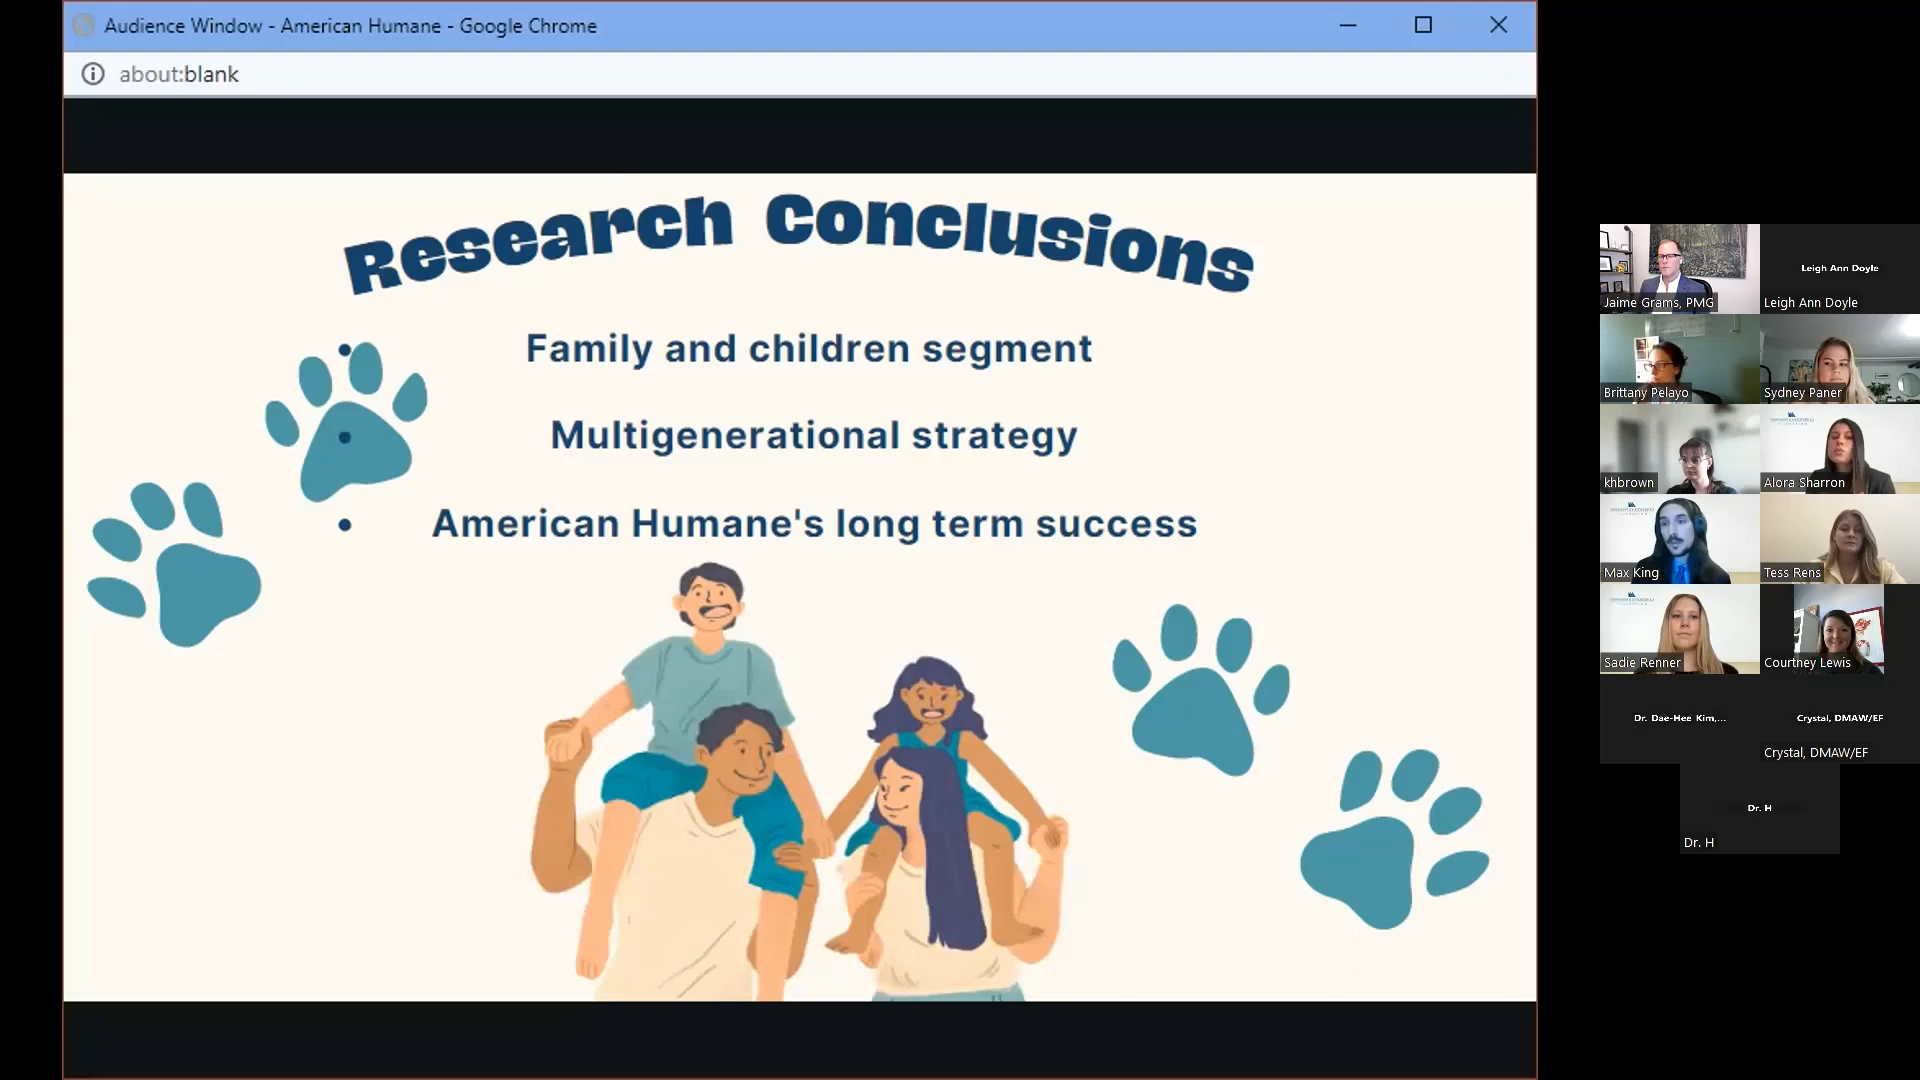 Audience Window - American Humane - Google Chrome
about:blank
Research Conclusions
• Family and children segment
• Multigenerational strategy
• American Humane's long term success
Jaime Grams, PMG
Leigh Ann Doyle
Leigh Ann Doyle
Brittany Pelayo
Sydney Paner
khbrown
Alora Sharron
Max King
Tess Rens
Sadie Renner
Courtney Lewis
Dr. Dae-Hee Kim,...
Crystal, DMAW/EF
Crystal, DMAW/EF
Dr. H
Dr. H